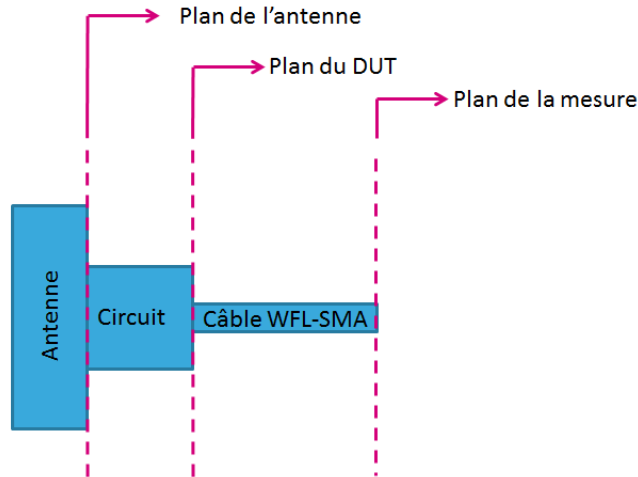 Plan de l'antenne
Plan du DUT
Plan de la mesure
Antenne
Circuit
Câble WFL-SMA